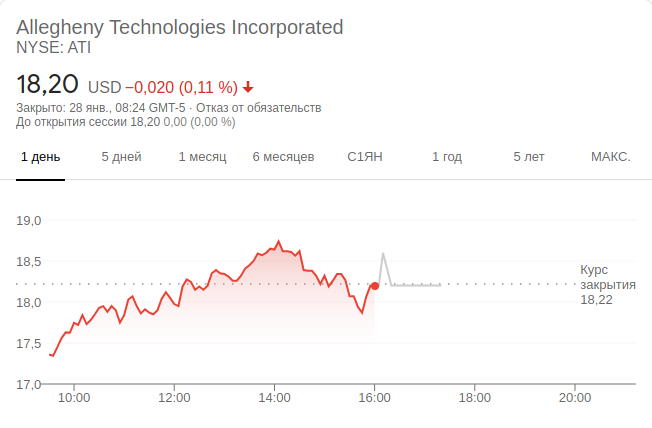 Allegheny Technologies Incorporated
NYSE: ATI
18,20 USD −0,020 (0,11 %)
Закрыто: 28 янв., 08:24 GMT-5 · Отказ от обязательств
До открытия сессии 18,20 0,00 (0,00 %)
1 день 5 дней 1 месяц 6 месяцев С1ЯН 1 год 5 лет МАКС.
19,0
18,5
18,0
17,5
17,0
Курс
закрытия
18,22
10:00 12:00 14:00 16:00 18:00 20:00